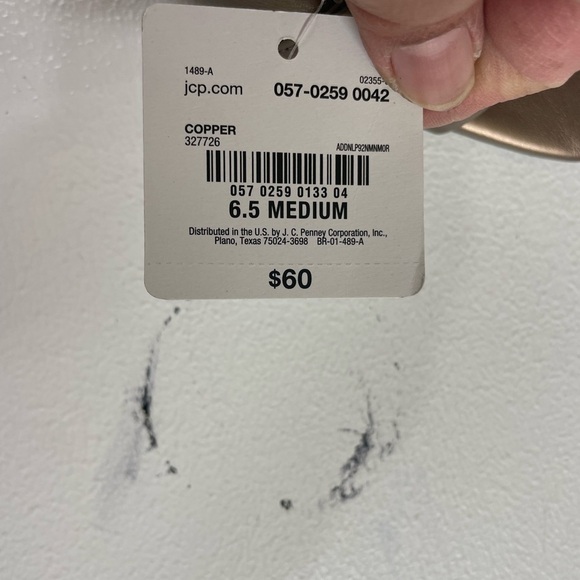 1489-A
jcp.com 057-0259 0042
COPPER
327726
ADDNLP92NMNM0R
057 0259 0133 04
6.5 MEDIUM
Distributed in the U.S. by J. C. Penney Corporation, Inc.,
Plano, Texas 75024-3698 BR-01-489-A
$60